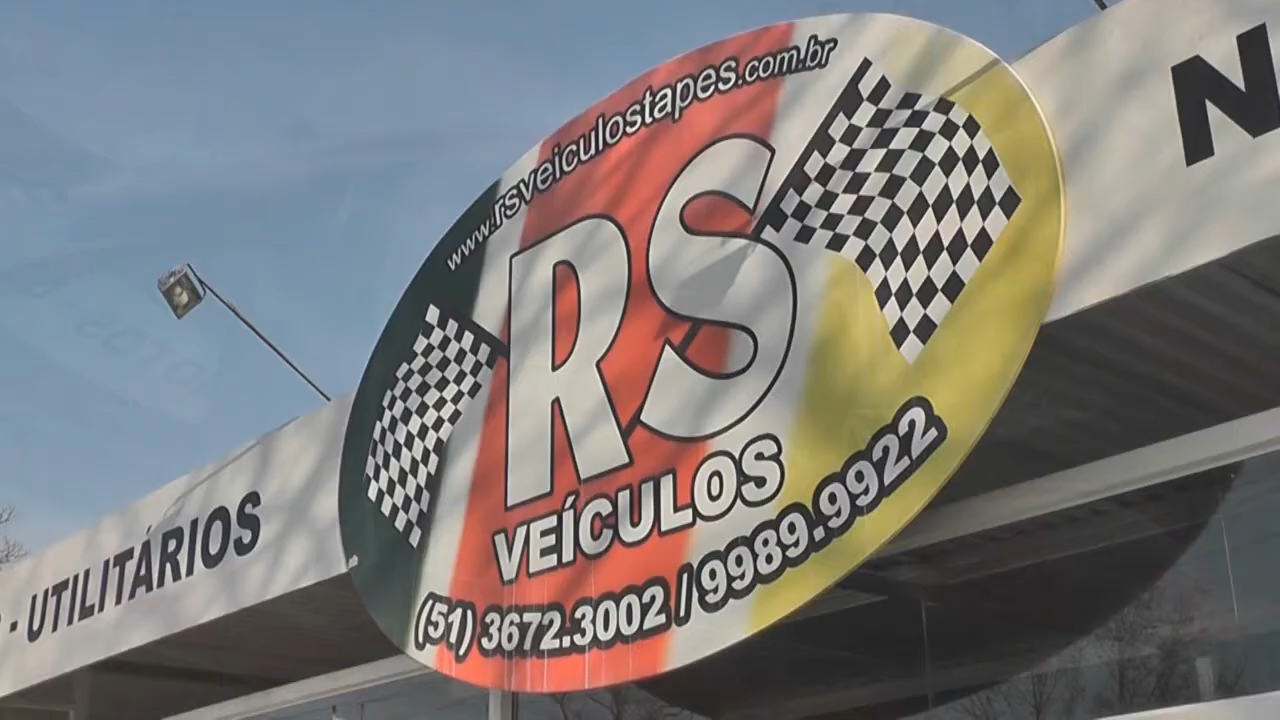 www.rsveiculostapes.com.br
RS
VEÍCULOS
(51) 3672.3002 / 9989.9922
- UTILITÁRIOS
N